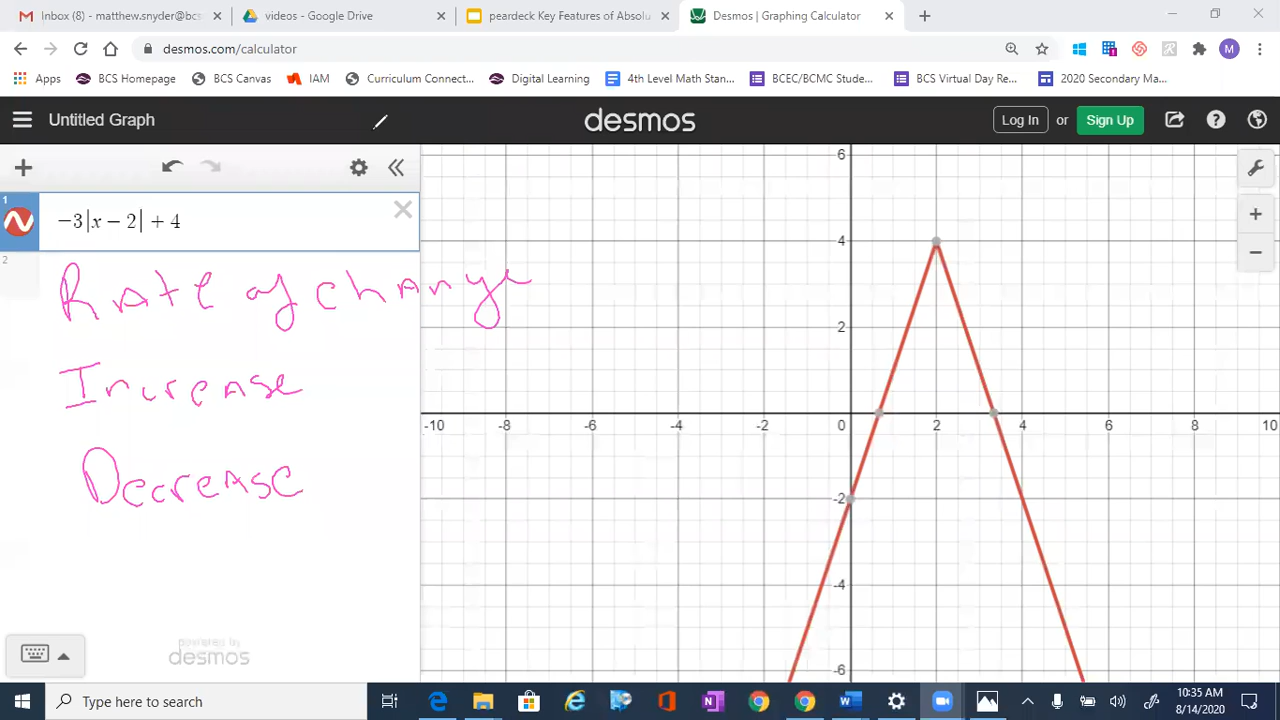 Inbox (8) - matthew.snyder@bcs
videos - Google Drive
peardeck Key Features of Absolu
Desmos | Graphing Calculator
desmos.com/calculator
M
Apps
BCS Homepage
BCS Canvas
IAM
Curriculum Connect...
Digital Learning
4th Level Math Stan...
BCEC/BCMC Stude...
BCS Virtual Day Re...
2020 Secondary Ma...
Untitled Graph
desmos
Log In or Sign Up
1
−3|x − 2| + 4
2
Rate of change
Increase
Decrease
powered by
desmos
6
4
2
-10 -6 -4 -2 0 2 4 6 8 10
-2
-4
-6
Type here to search
10:35 AM
8/14/2020